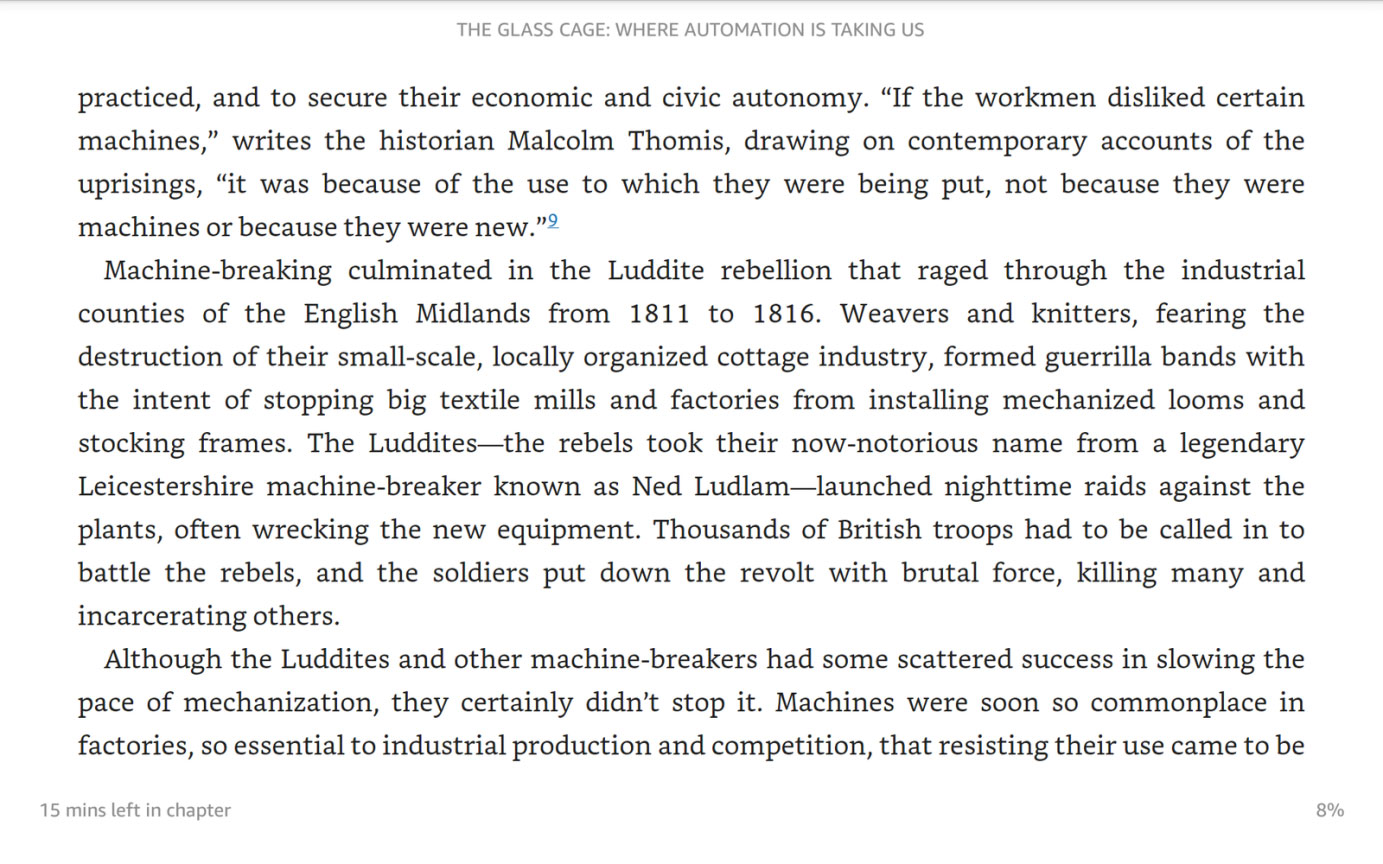 THE GLASS CAGE: WHERE AUTOMATION IS TAKING US
practiced, and to secure their economic and civic autonomy. “If the workmen disliked certain
machines,” writes the historian Malcolm Thomis, drawing on contemporary accounts of the
uprisings, “it was because of the use to which they were being put, not because they were
machines or because they were new.”9
Machine-breaking culminated in the Luddite rebellion that raged through the industrial
counties of the English Midlands from 1811 to 1816. Weavers and knitters, fearing the
destruction of their small-scale, locally organized cottage industry, formed guerrilla bands with
the intent of stopping big textile mills and factories from installing mechanized looms and
stocking frames. The Luddites—the rebels took their now-notorious name from a legendary
Leicestershire machine-breaker known as Ned Ludlam—launched nighttime raids against the
plants, often wrecking the new equipment. Thousands of British troops had to be called in to
battle the rebels, and the soldiers put down the revolt with brutal force, killing many and
incarcerating others.
Although the Luddites and other machine-breakers had some scattered success in slowing the
pace of mechanization, they certainly didn’t stop it. Machines were soon so commonplace in
factories, so essential to industrial production and competition, that resisting their use came to be
15 mins left in chapter
8%